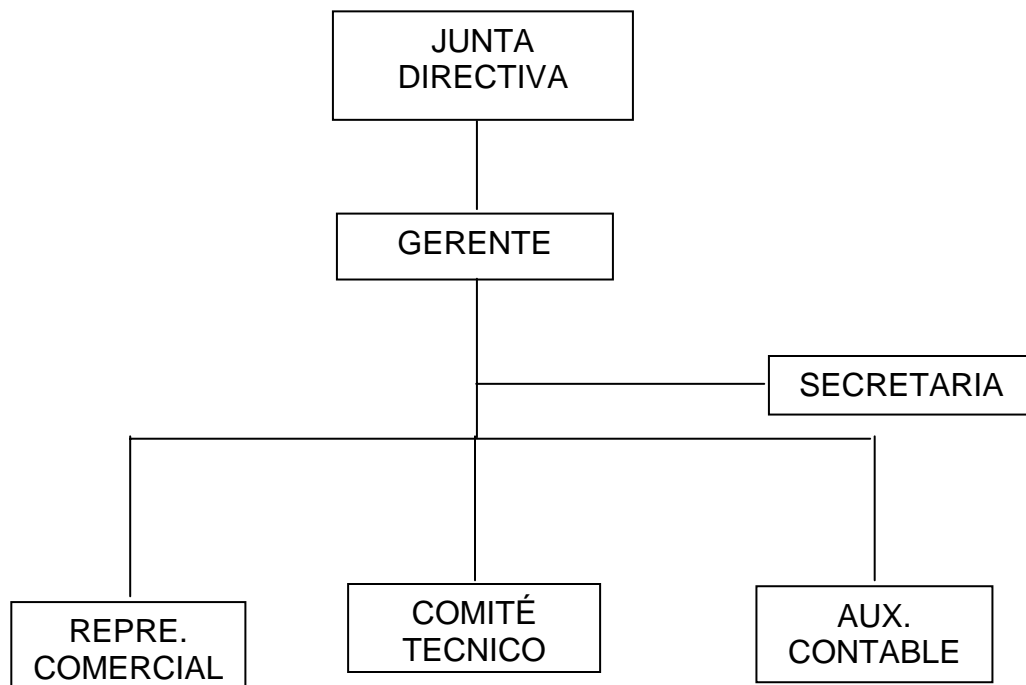 JUNTA
DIRECTIVA
GERENTE
SECRETARIA
REPRE.
COMERCIAL
COMITÉ
TECNICO
AUX.
CONTABLE